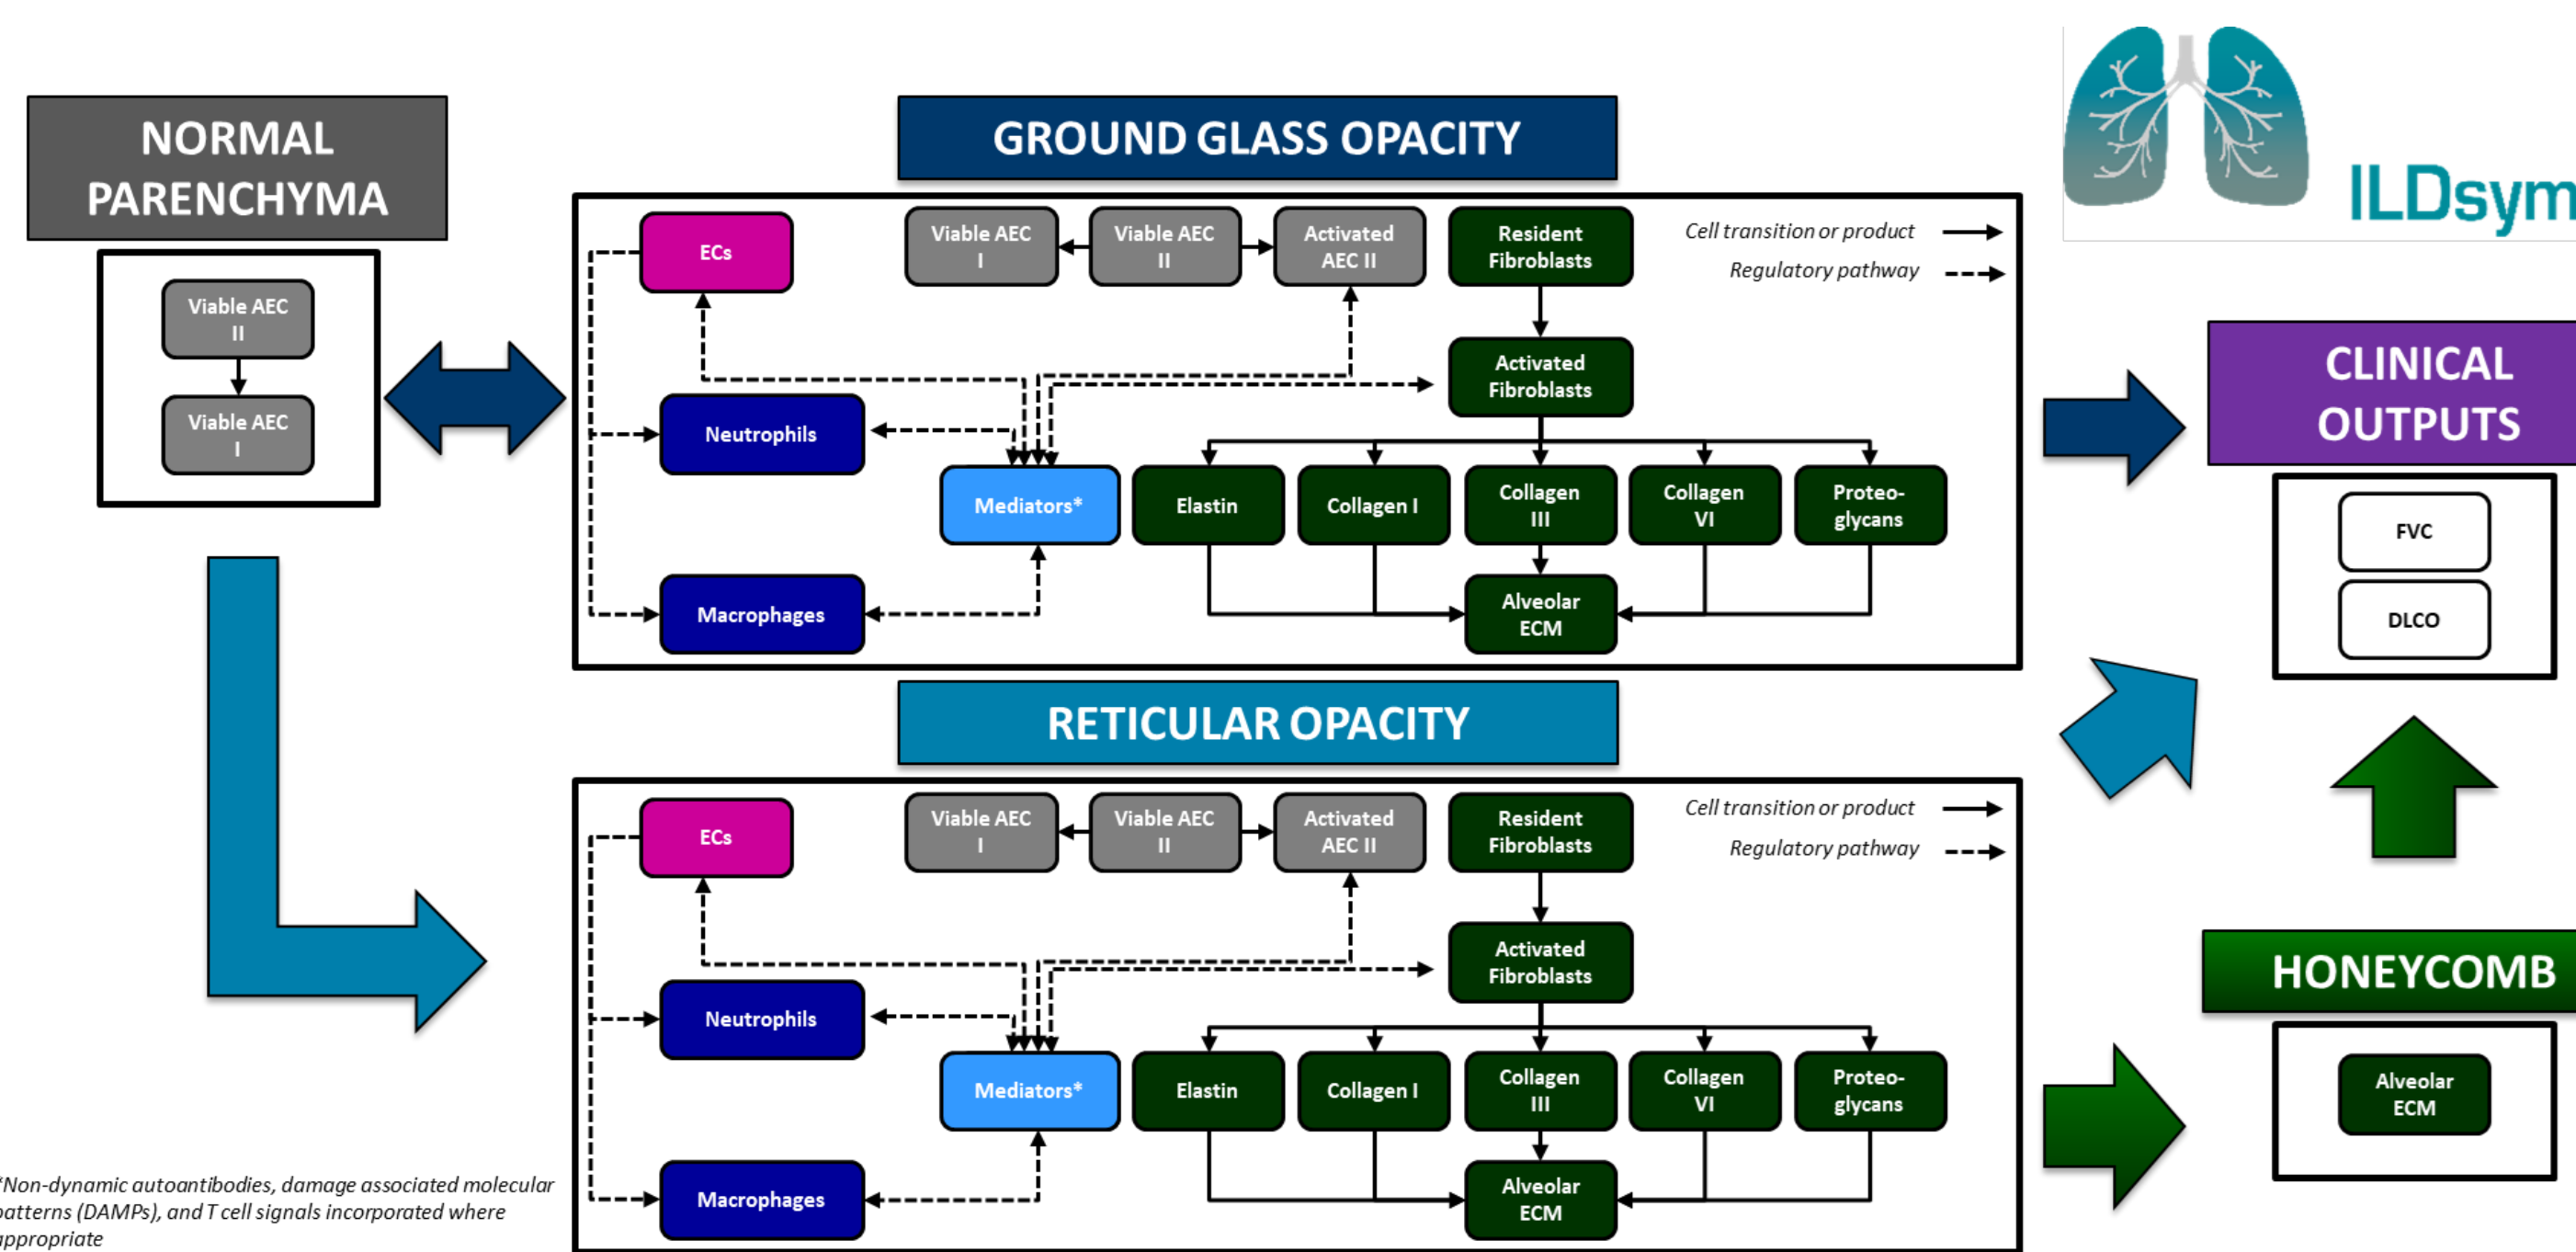 NORMAL
PARENCHYMA
Viable AEC
II
Viable AEC
I
GROUND GLASS OPACITY
ECs
Viable AEC
I
Viable AEC
II
Activated
AEC II
Resident
Fibroblasts
Cell transition or product
Regulatory pathway
Activated
Fibroblasts
Neutrophils
Mediators*
Elastin
Collagen I
Collagen
III
Collagen
VI
Proteo-
glycans
Macrophages
Alveolar
ECM
RETICULAR OPACITY
ECs
Viable AEC
I
Viable AEC
II
Activated
AEC II
Resident
Fibroblasts
Cell transition or product
Regulatory pathway
Activated
Fibroblasts
Neutrophils
Mediators*
Elastin
Collagen I
Collagen
III
Collagen
VI
Proteo-
glycans
Macrophages
Alveolar
ECM
ILDsym
CLINICAL
OUTPUTS
FVC
DLCO
HONEYCOMB
Alveolar
ECM
*Non-dynamic autoantibodies, damage associated molecular
patterns (DAMPs), and T cell signals incorporated where
appropriate